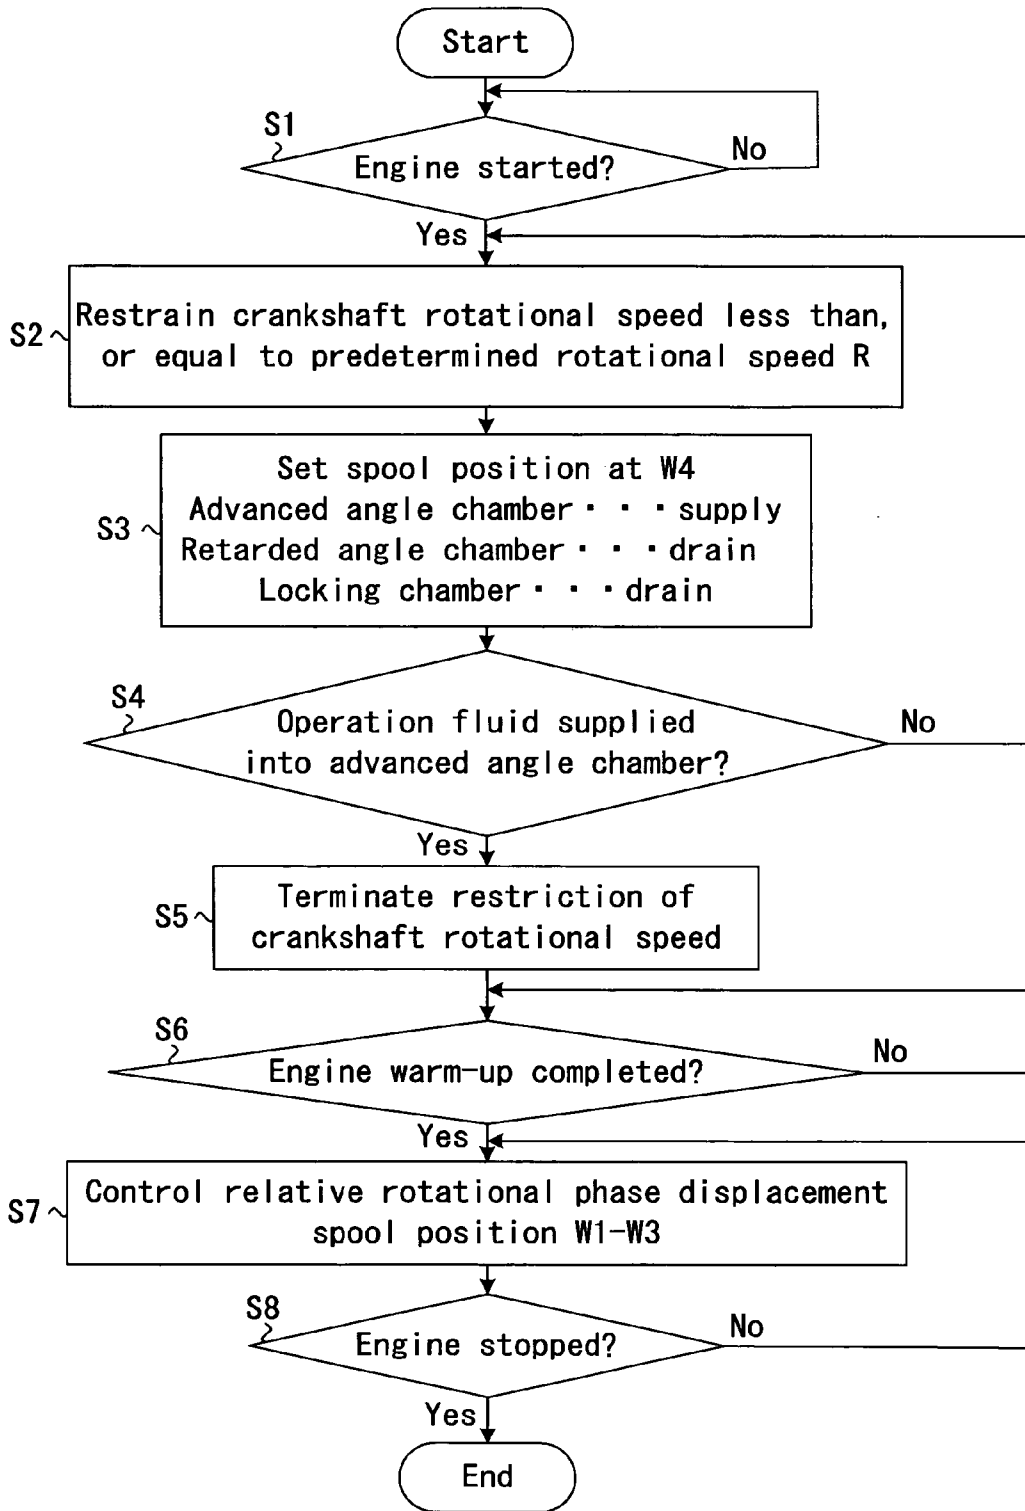 Start
S1
Engine started?
No
Yes
S2
Restrain crankshaft rotational speed less than,
or equal to predetermined rotational speed R
S3
Set spool position at W4
Advanced angle chamber・・・supply
Retarded angle chamber・・・drain
Locking chamber・・・drain
S4
Operation fluid supplied
into advanced angle chamber?
No
Yes
S5
Terminate restriction of
crankshaft rotational speed
S6
Engine warm-up completed?
No
Yes
S7
Control relative rotational phase displacement
spool position W1-W3
S8
Engine stopped?
No
Yes
End